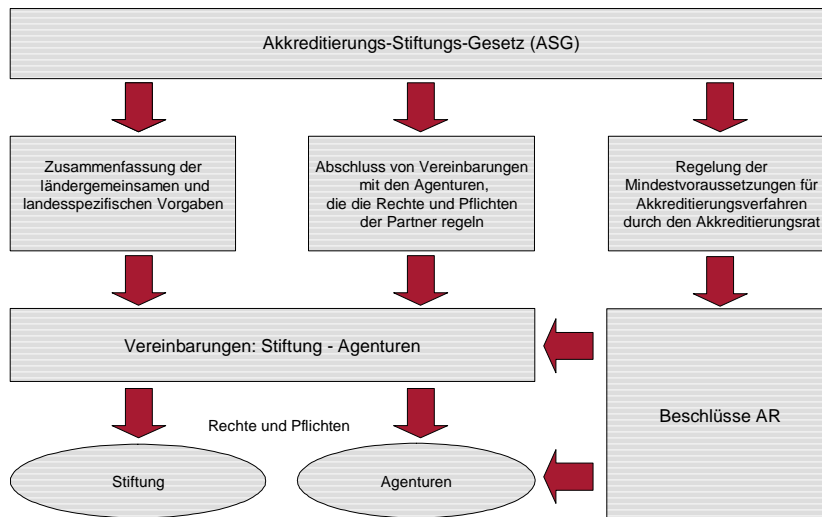 Akkreditierungs-Stiftungs-Gesetz (ASG)
Zusammenfassung der
ländergemeinsamen und
landesspezifischen Vorgaben
Abschluss von Vereinbarungen
mit den Agenturen,
die die Rechte und Pflichten
der Partner regeln
Regelung der
Mindestvoraussetzungen für
Akkreditierungsverfahren
durch den Akkreditierungsrat
Vereinbarungen: Stiftung - Agenturen
Beschlüsse AR
Rechte und Pflichten
Stiftung
Agenturen